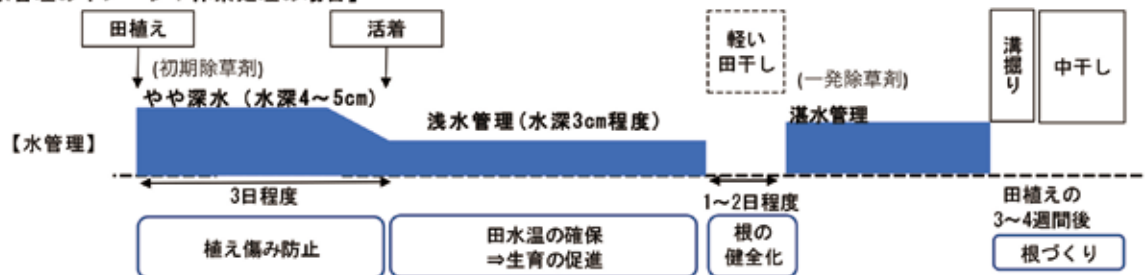 田植え
活着
軽い
田干し
溝掘り
中干し
(初期除草剤)
(一発除草剤)
やや深水(水深4～5cm)
浅水管理(水深3cm程度)
湛水管理
【水管理】
3日程度
1～2日程度
田植えの
3～4週間後
植え傷み防止
田水温の確保
⇒生育の促進
根の
健全化
根づくり